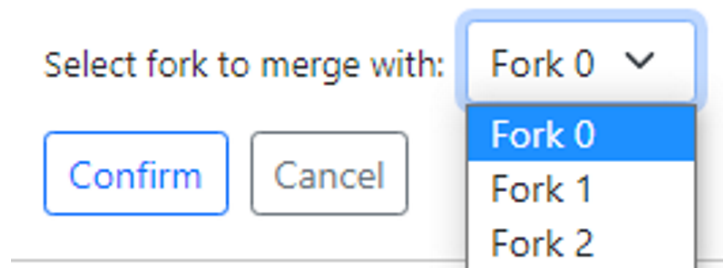 Select fork to merge with: Fork 0
Fork 0
Confirm Cancel
Fork 1
Fork 2